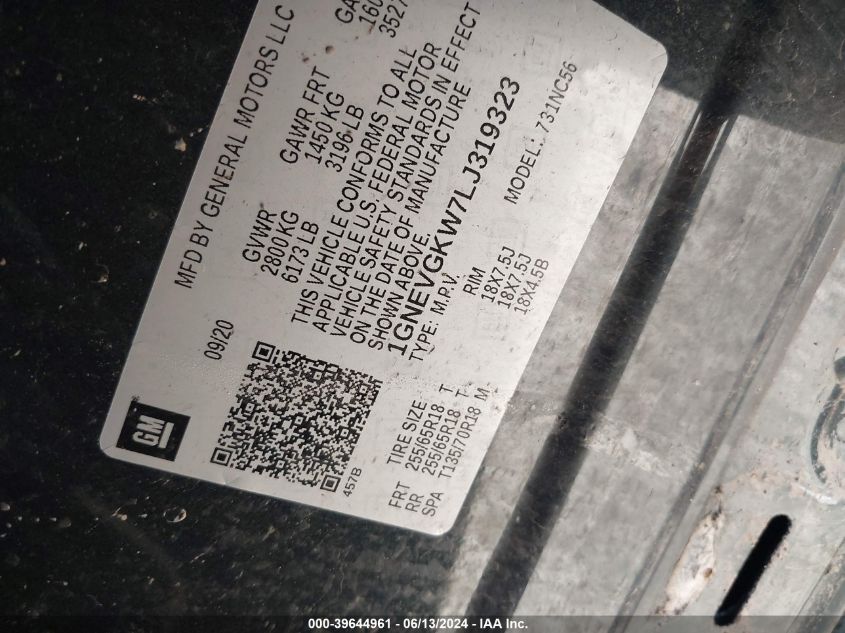 MFD BY GENERAL MOTORS LLC
09/20
GVWR
2800 KG
6173 LB
GAWR FRT
1450 KG
3196 LB
THIS VEHICLE CONFORMS TO ALL
APPLICABLE U.S. FEDERAL MOTOR
VEHICLE SAFETY STANDARDS IN EFFECT
ON THE DATE OF MANUFACTURE
SHOWN ABOVE.
1GNEVGKW7LJ319323
TYPE: M.P.V.
MODEL: 731NC56
GM
457B
TIRE SIZE
RIM
FRT 255/65R18 T 18X7.5J
RR 255/65R18 T 18X7.5J
SPA T135/70R18 M 18X4.5B
000-39644961 - 06/13/2024 - IAA Inc.